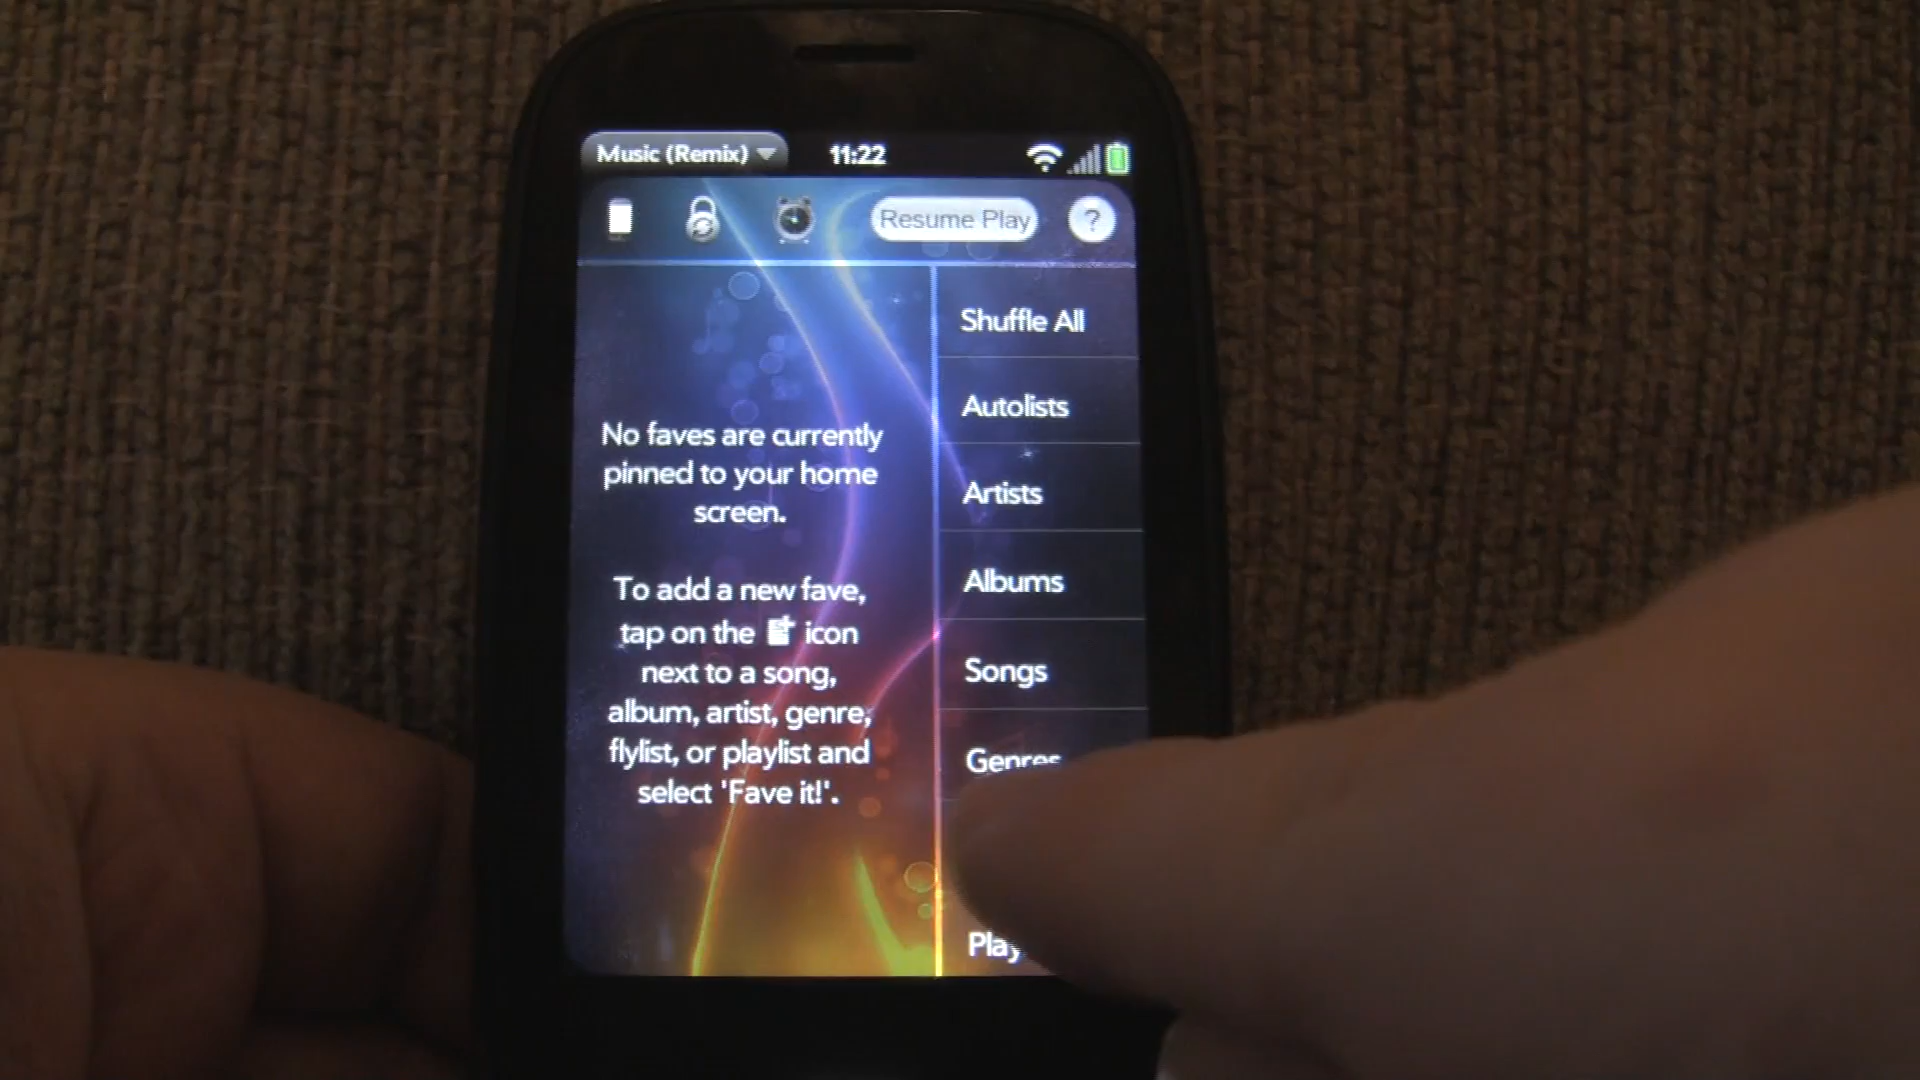 Music (Remix)
11:22
Resume Play
?
No faves are currently
pinned to your home
screen.
To add a new fave,
tap on the icon
next to a song,
album, artist, genre,
flylist, or playlist and
select 'Fave it!'.
Shuffle All
Autolists
Artists
Albums
Songs
Genres
Play